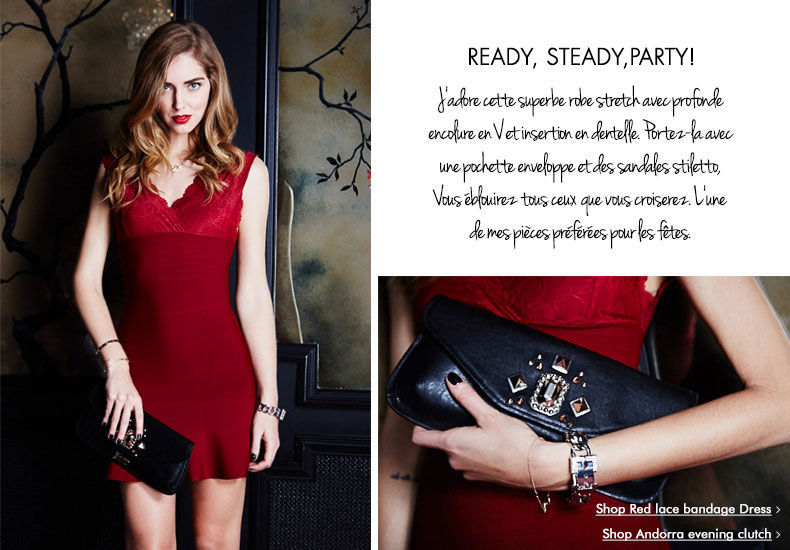 READY, STEADY,PARTY!
J'adore cette superbe robe stretch avec profonde
encolure en V et insertion en dentelle. Portez-la avec
une pochette enveloppe et des sandales stiletto,
Vous éblouirez tous ceux que vous croiserez. L'une
de mes pièces préférées pour les fêtes.
Shop Red lace bandage Dress >
Shop Andorra evening clutch >